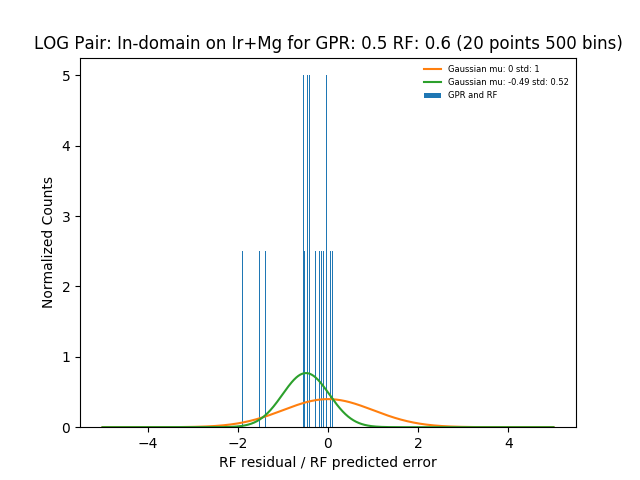 LOG Pair: In-domain on Ir+Mg for GPR: 0.5 RF: 0.6 (20 points 500 bins)
Gaussian mu: 0 std: 1
Gaussian mu: -0.49 std: 0.52
GPR and RF
Normalized Counts
5
4
3
2
1
0
−4
−2
0
2
4
RF residual / RF predicted error